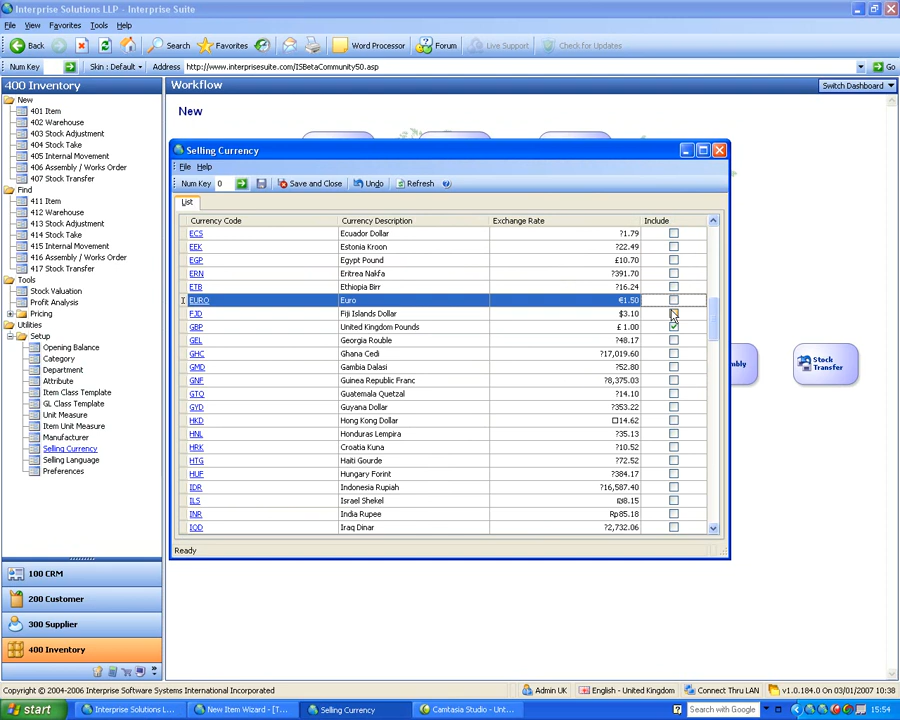 Interprise Solutions LLP - Interprise Suite
File View Favorites Tools Help
Back Search Favorites Word Processor Forum Live Support Check for Updates
Num Key Skin : Default Address http://www.interprisesuite.com/ISBetaCommunity50.asp Go
400 Inventory
Workflow
Switch Dashboard
New
401 Item
402 Warehouse
403 Stock Adjustment
404 Stock Take
405 Internal Movement
406 Assembly / Works Order
407 Stock Transfer
Find
411 Item
412 Warehouse
413 Stock Adjustment
414 Stock Take
415 Internal Movement
416 Assembly / Works Order
417 Stock Transfer
Tools
Stock Valuation
Profit Analysis
Pricing
Utilities
Setup
Opening Balance
Category
Department
Attribute
Item Class Template
GL Class Template
Unit Measure
Item Unit Measure
Manufacturer
Selling Currency
Selling Language
Preferences
100 CRM
200 Customer
300 Supplier
400 Inventory
New
Selling Currency
File Help
Num Key 0 Save and Close Undo Refresh
List
Currency Code Currency Description Exchange Rate Include
ECS Ecuador Dollar ?1.79
EEK Estonia Kroon ?22.49
EGP Egypt Pound £10.70
ERN Eritrea Nakfa ?391.70
ETB Ethiopia Birr ?16.24
EURO Euro €1.50
FJD Fiji Islands Dollar $3.10
GBP United Kingdom Pounds £ 1.00
GEL Georgia Rouble ?48.17
GHC Ghana Cedi ?17,019.60
GMD Gambia Dalasi ?52.80
GNF Guinea Republic Franc ?8,375.03
GTQ Guatemala Quetzal ?14.10
GYD Guyana Dollar ?353.22
HKD Hong Kong Dollar □14.62
HNL Honduras Lempira ?35.13
HRK Croatia Kuna ?10.52
HTG Haiti Gourde ?72.52
HUF Hungary Forint ?384.17
IDR Indonesia Rupiah ?16,587.40
ILS Israel Shekel ₪8.15
INR India Rupee Rp85.18
IQD Iraq Dinar ?2,732.06
Ready
mbly
Stock
Transfer
Copyright © 2004-2006 Interprise Software Systems International Incorporated
Admin UK English - United Kingdom Connect Thru LAN v1.0.184.0 On 03/01/2007 10:38
start Interprise Solutions L... New Item Wizard - [T... Selling Currency Camtasia Studio - Unt... Search with Google 15:54